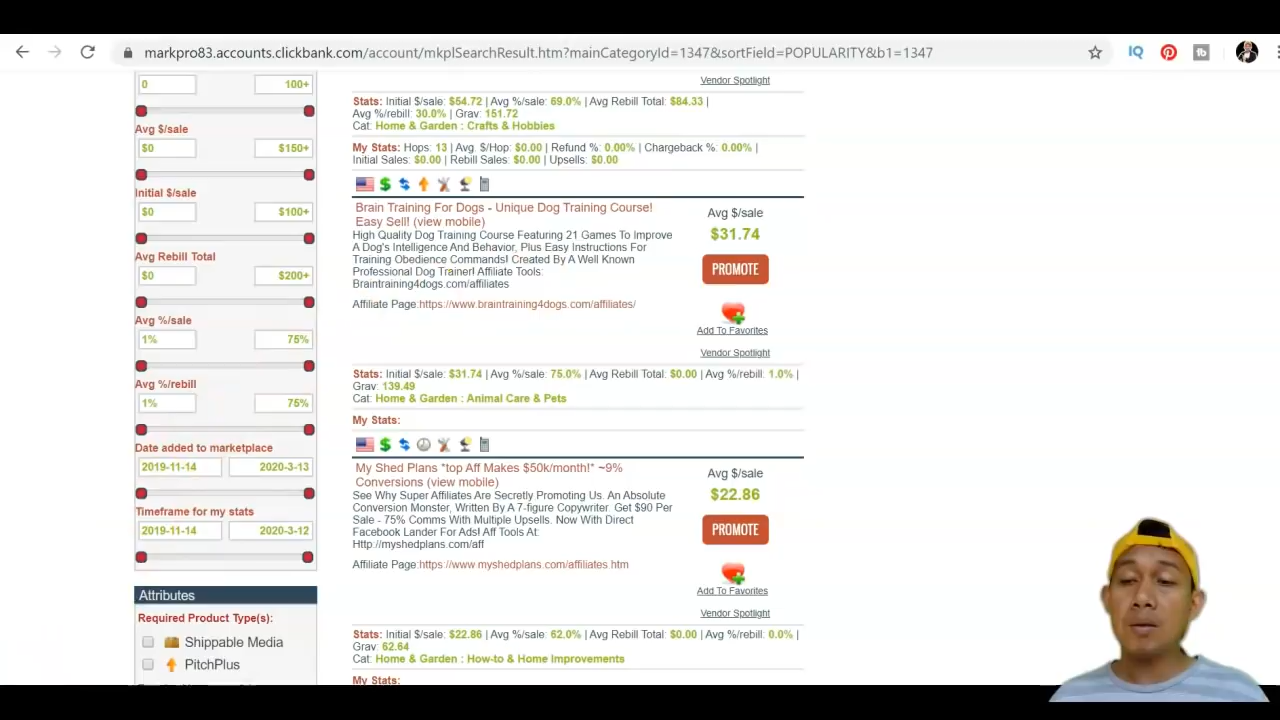 markpro83.accounts.clickbank.com/account/mkplSearchResult.htm?mainCategoryId=1347&sortField=POPULARITY&b1=1347
IQ
fb
0
100+
Avg $/sale
$0
$150+
Initial $/sale
$0
$100+
Avg Rebill Total
$0
$200+
Avg %/sale
1%
75%
Avg %/rebill
1%
75%
Date added to marketplace
2019-11-14
2020-3-13
Timeframe for my stats
2019-11-14
2020-3-12
Attributes
Required Product Type(s):
Shippable Media
PitchPlus
Vendor Spotlight
Stats: Initial $/sale: $54.72 | Avg %/sale: 69.0% | Avg Rebill Total: $84.33 |
Avg %/rebill: 30.0% | Grav: 151.72
Cat: Home & Garden : Crafts & Hobbies
My Stats: Hops: 13 | Avg. $/Hop: $0.00 | Refund %: 0.00% | Chargeback %: 0.00% |
Initial Sales: $0.00 | Rebill Sales: $0.00 | Upsells: $0.00
Brain Training For Dogs - Unique Dog Training Course!
Easy Sell! (view mobile)
High Quality Dog Training Course Featuring 21 Games To Improve
A Dog's Intelligence And Behavior, Plus Easy Instructions For
Training Obedience Commands! Created By A Well Known
Professional Dog Trainer! Affiliate Tools:
Braintraining4dogs.com/affiliates
Affiliate Page:https://www.braintraining4dogs.com/affiliates/
Avg $/sale
$31.74
PROMOTE
Add To Favorites
Vendor Spotlight
Stats: Initial $/sale: $31.74 | Avg %/sale: 75.0% | Avg Rebill Total: $0.00 | Avg %/rebill: 1.0% |
Grav: 139.49
Cat: Home & Garden : Animal Care & Pets
My Stats:
My Shed Plans *top Aff Makes $50k/month!* ~9%
Conversions (view mobile)
See Why Super Affiliates Are Secretly Promoting Us. An Absolute
Conversion Monster, Written By A 7-figure Copywriter. Get $90 Per
Sale - 75% Comms With Multiple Upsells. Now With Direct
Facebook Lander For Ads! Aff Tools At:
Http://myshedplans.com/aff
Affiliate Page:https://www.myshedplans.com/affiliates.htm
Avg $/sale
$22.86
PROMOTE
Add To Favorites
Vendor Spotlight
Stats: Initial $/sale: $22.86 | Avg %/sale: 62.0% | Avg Rebill Total: $0.00 | Avg %/rebill: 0.0% |
Grav: 62.64
Cat: Home & Garden : How-to & Home Improvements
My Stats: